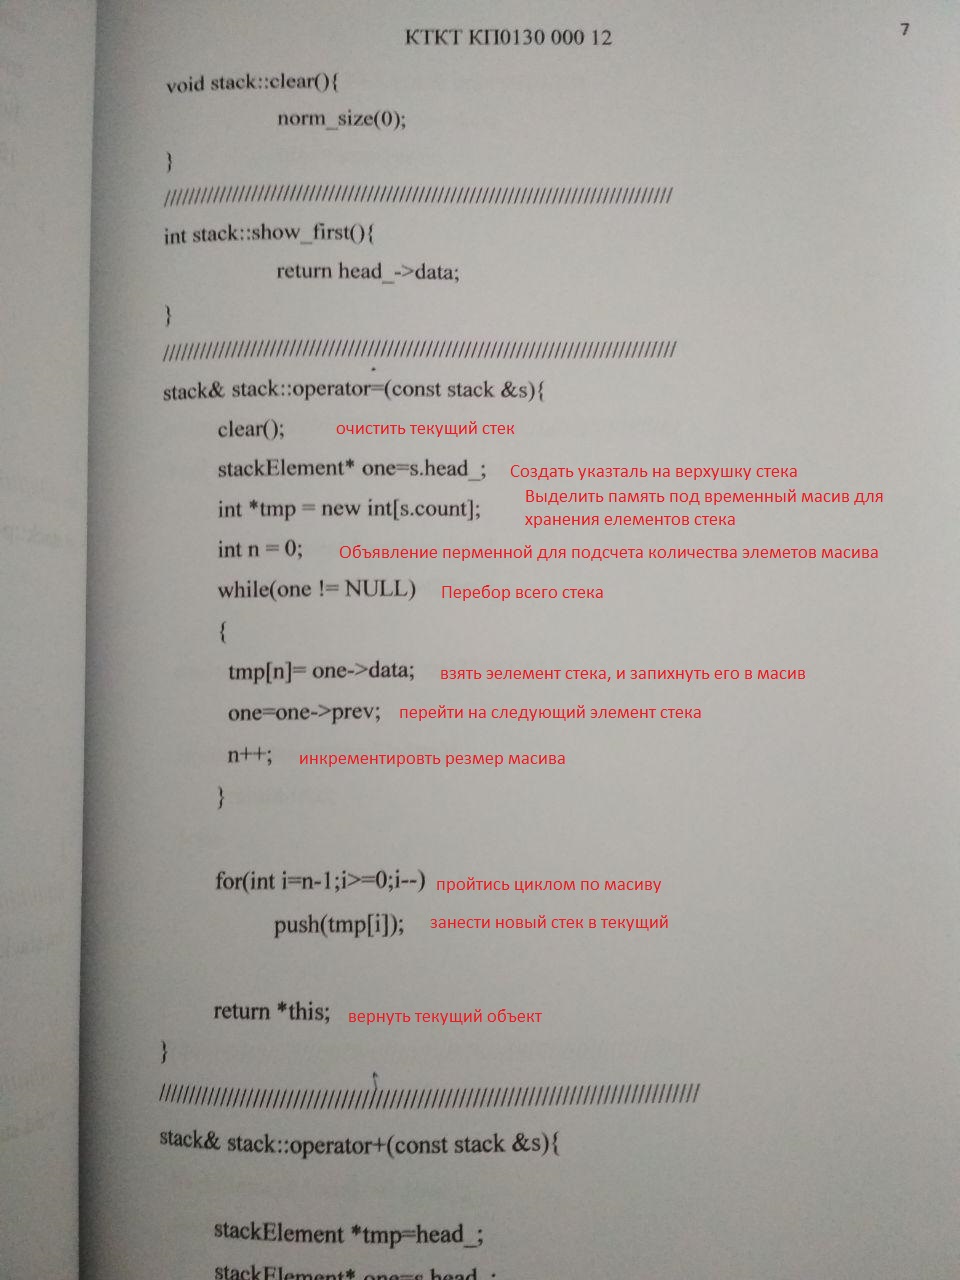 КТКТ КП0130 000 12
7
void stack::clear(){
norm_size(0);
}
////////////////////////////////////////////////////////////////////////////////////
int stack::show_first(){
return head_->data;
}
////////////////////////////////////////////////////////////////////////////////////
stack& stack::operator=(const stack &s){
clear(); очистить текущий стек
stackElement* one=s.head_; Создать указталь на верхушку стека
int *tmp = new int[s.count]; Выделить память под временный масив для
хранения елементов стека
int n = 0; Объявление перменной для подсчета количества элеметов масива
while(one != NULL) Перебор всего стека
{
tmp[n]= one->data; взять эелемент стека, и запихнуть его в масив
one=one->prev; перейти на следующий элемент стека
n++; инкрементировть резмер масива
}
for(int i=n-1;i>=0;i--) пройтись циклом по масиву
push(tmp[i]); занести новый стек в текущий
return *this; вернуть текущий объект
}
////////////////////////////////////////////////////////////////////////////////////
stack& stack::operator+(const stack &s){
stackElement *tmp=head_;
stackElement* one=s.head_;